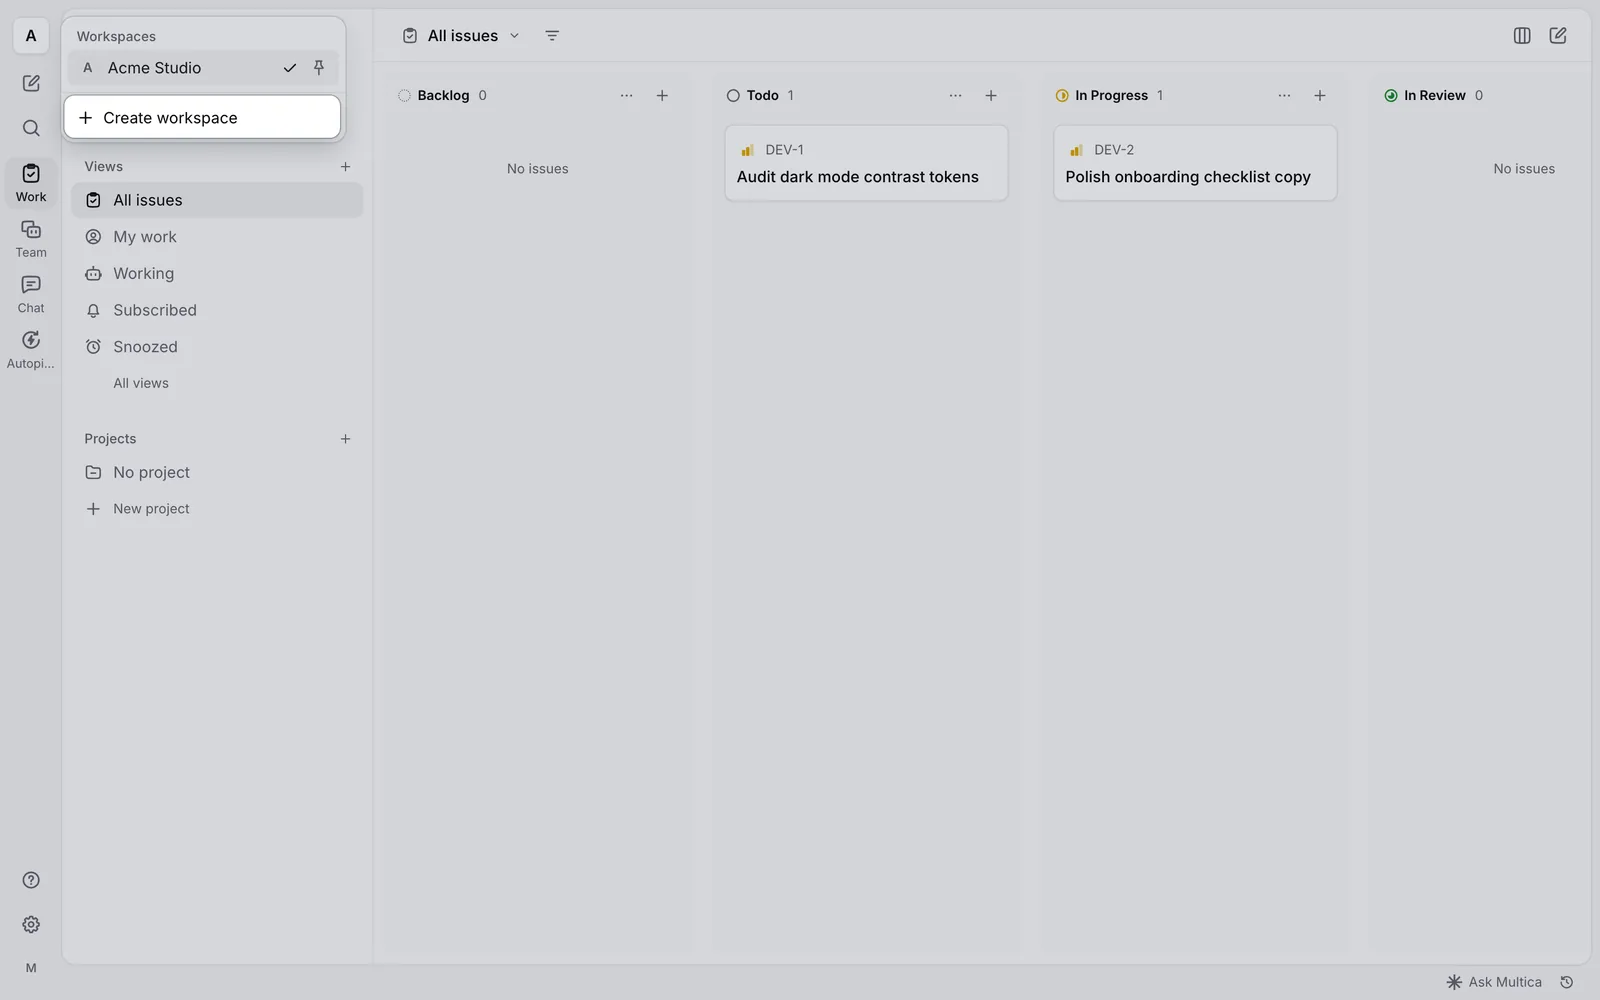 A
Workspaces
A Acme Studio
Create workspace
Work
Team
Chat
Autopi...
Views
All issues
My work
Working
Subscribed
Snoozed
All views
Projects
No project
New project
All issues
Backlog 0
No issues
Todo 1
DEV-1
Audit dark mode contrast tokens
In Progress 1
DEV-2
Polish onboarding checklist copy
In Review 0
No issues
M
Ask Multica